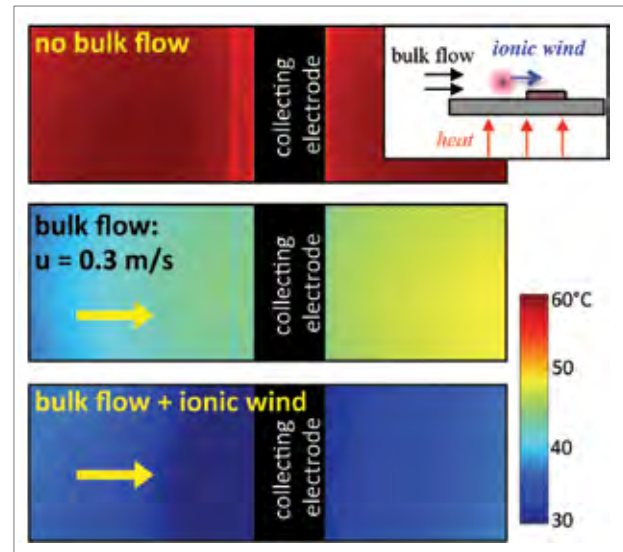 no bulk flow
collecting
electrode
bulk flow
ionic wind
heat
bulk flow:
u = 0.3 m/s
collecting
electrode
60°C
50
40
30
bulk flow + ionic wind
collecting
electrode